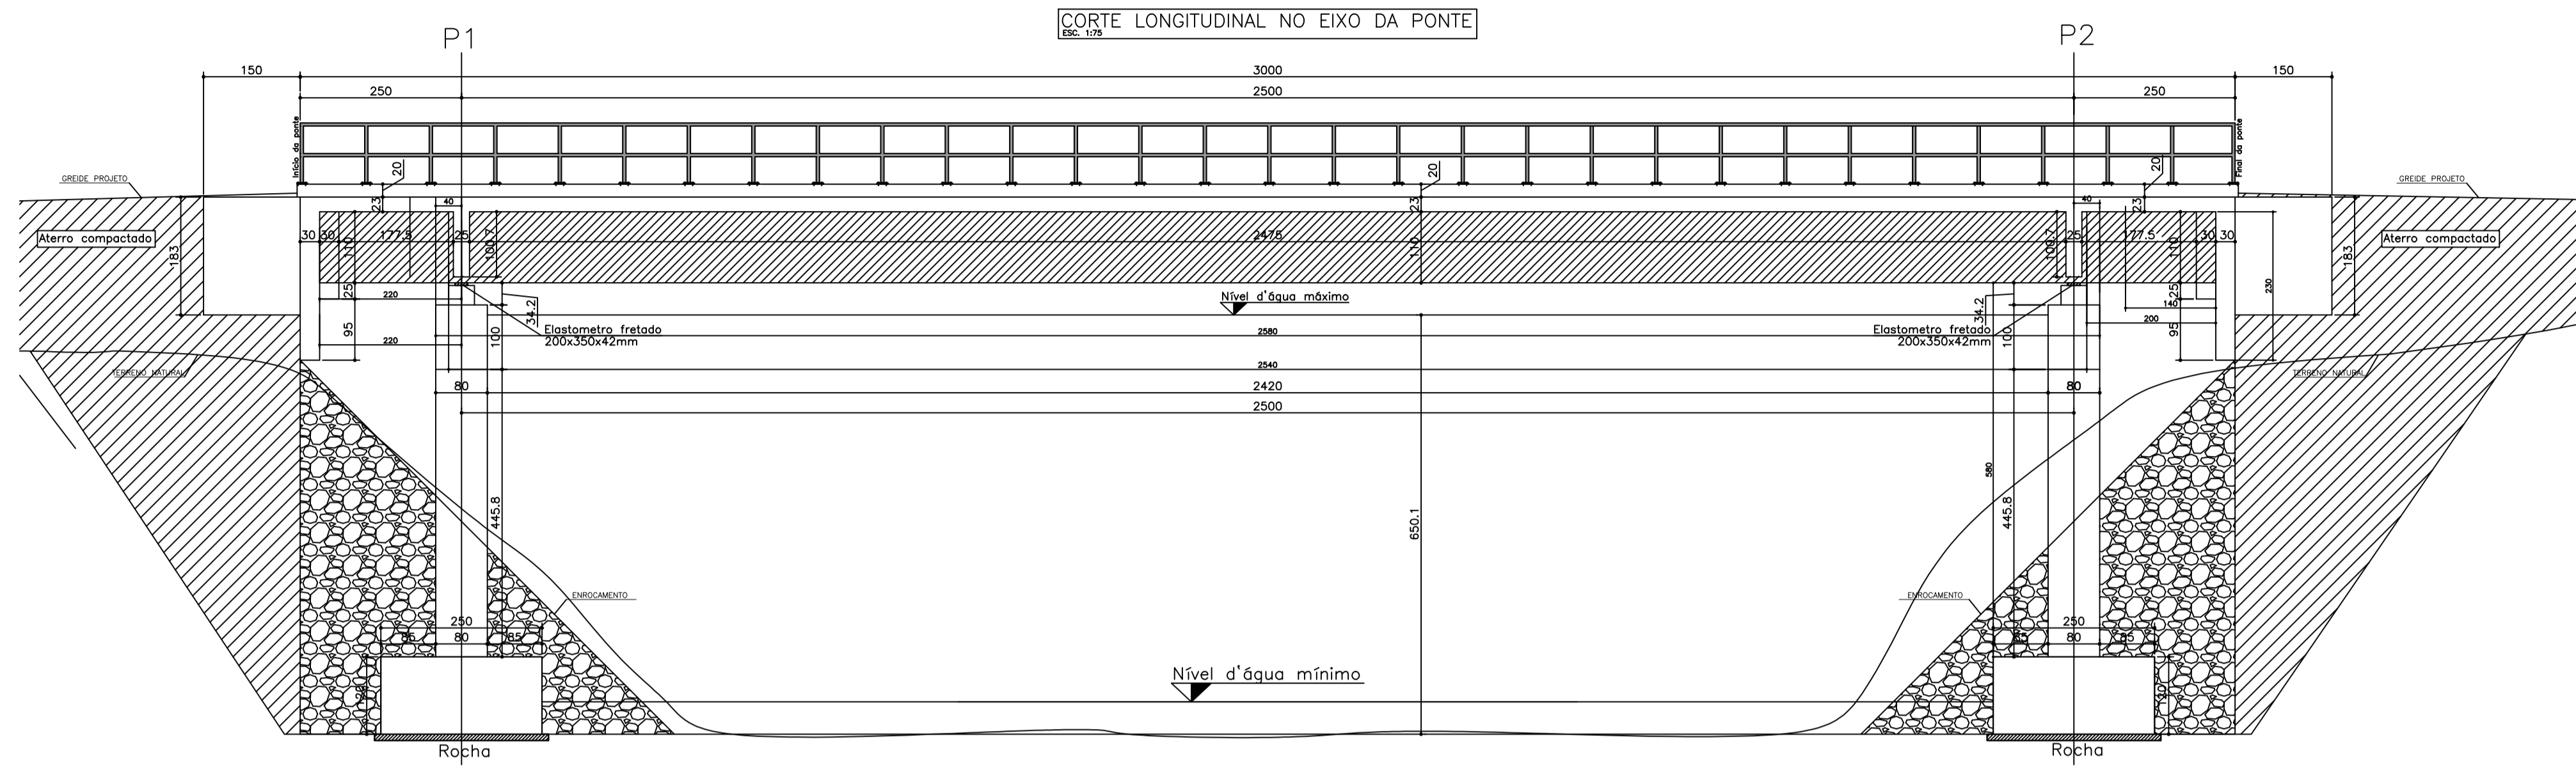 CORTE LONGITUDINAL NO EIXO DA PONTE
ESC. 1:75
P1
P2
150
3000
150
250
2500
250
Início da ponte
Final da ponte
GREIDE PROJETO
GREIDE PROJETO
20
20
20
23
23
23
40
40
Aterro compactado
Aterro compactado
183
183
30
30
177.5
25
2475
25
177.5
30
30
110
100.7
110
100.7
110
230
25
220
34.2
Nível d'água máximo
34.2
25
140
Elastometro fretado
200x350x42mm
Elastometro fretado
200x350x42mm
95
220
100
2580
100
95
200
TERRENO NATURAL
TERRENO NATURAL
2540
80
2420
80
2500
580
445.8
650.1
445.8
ENROCAMENTO
ENROCAMENTO
250
85
80
85
250
85
80
85
120
Nível d'água mínimo
120
Rocha
Rocha